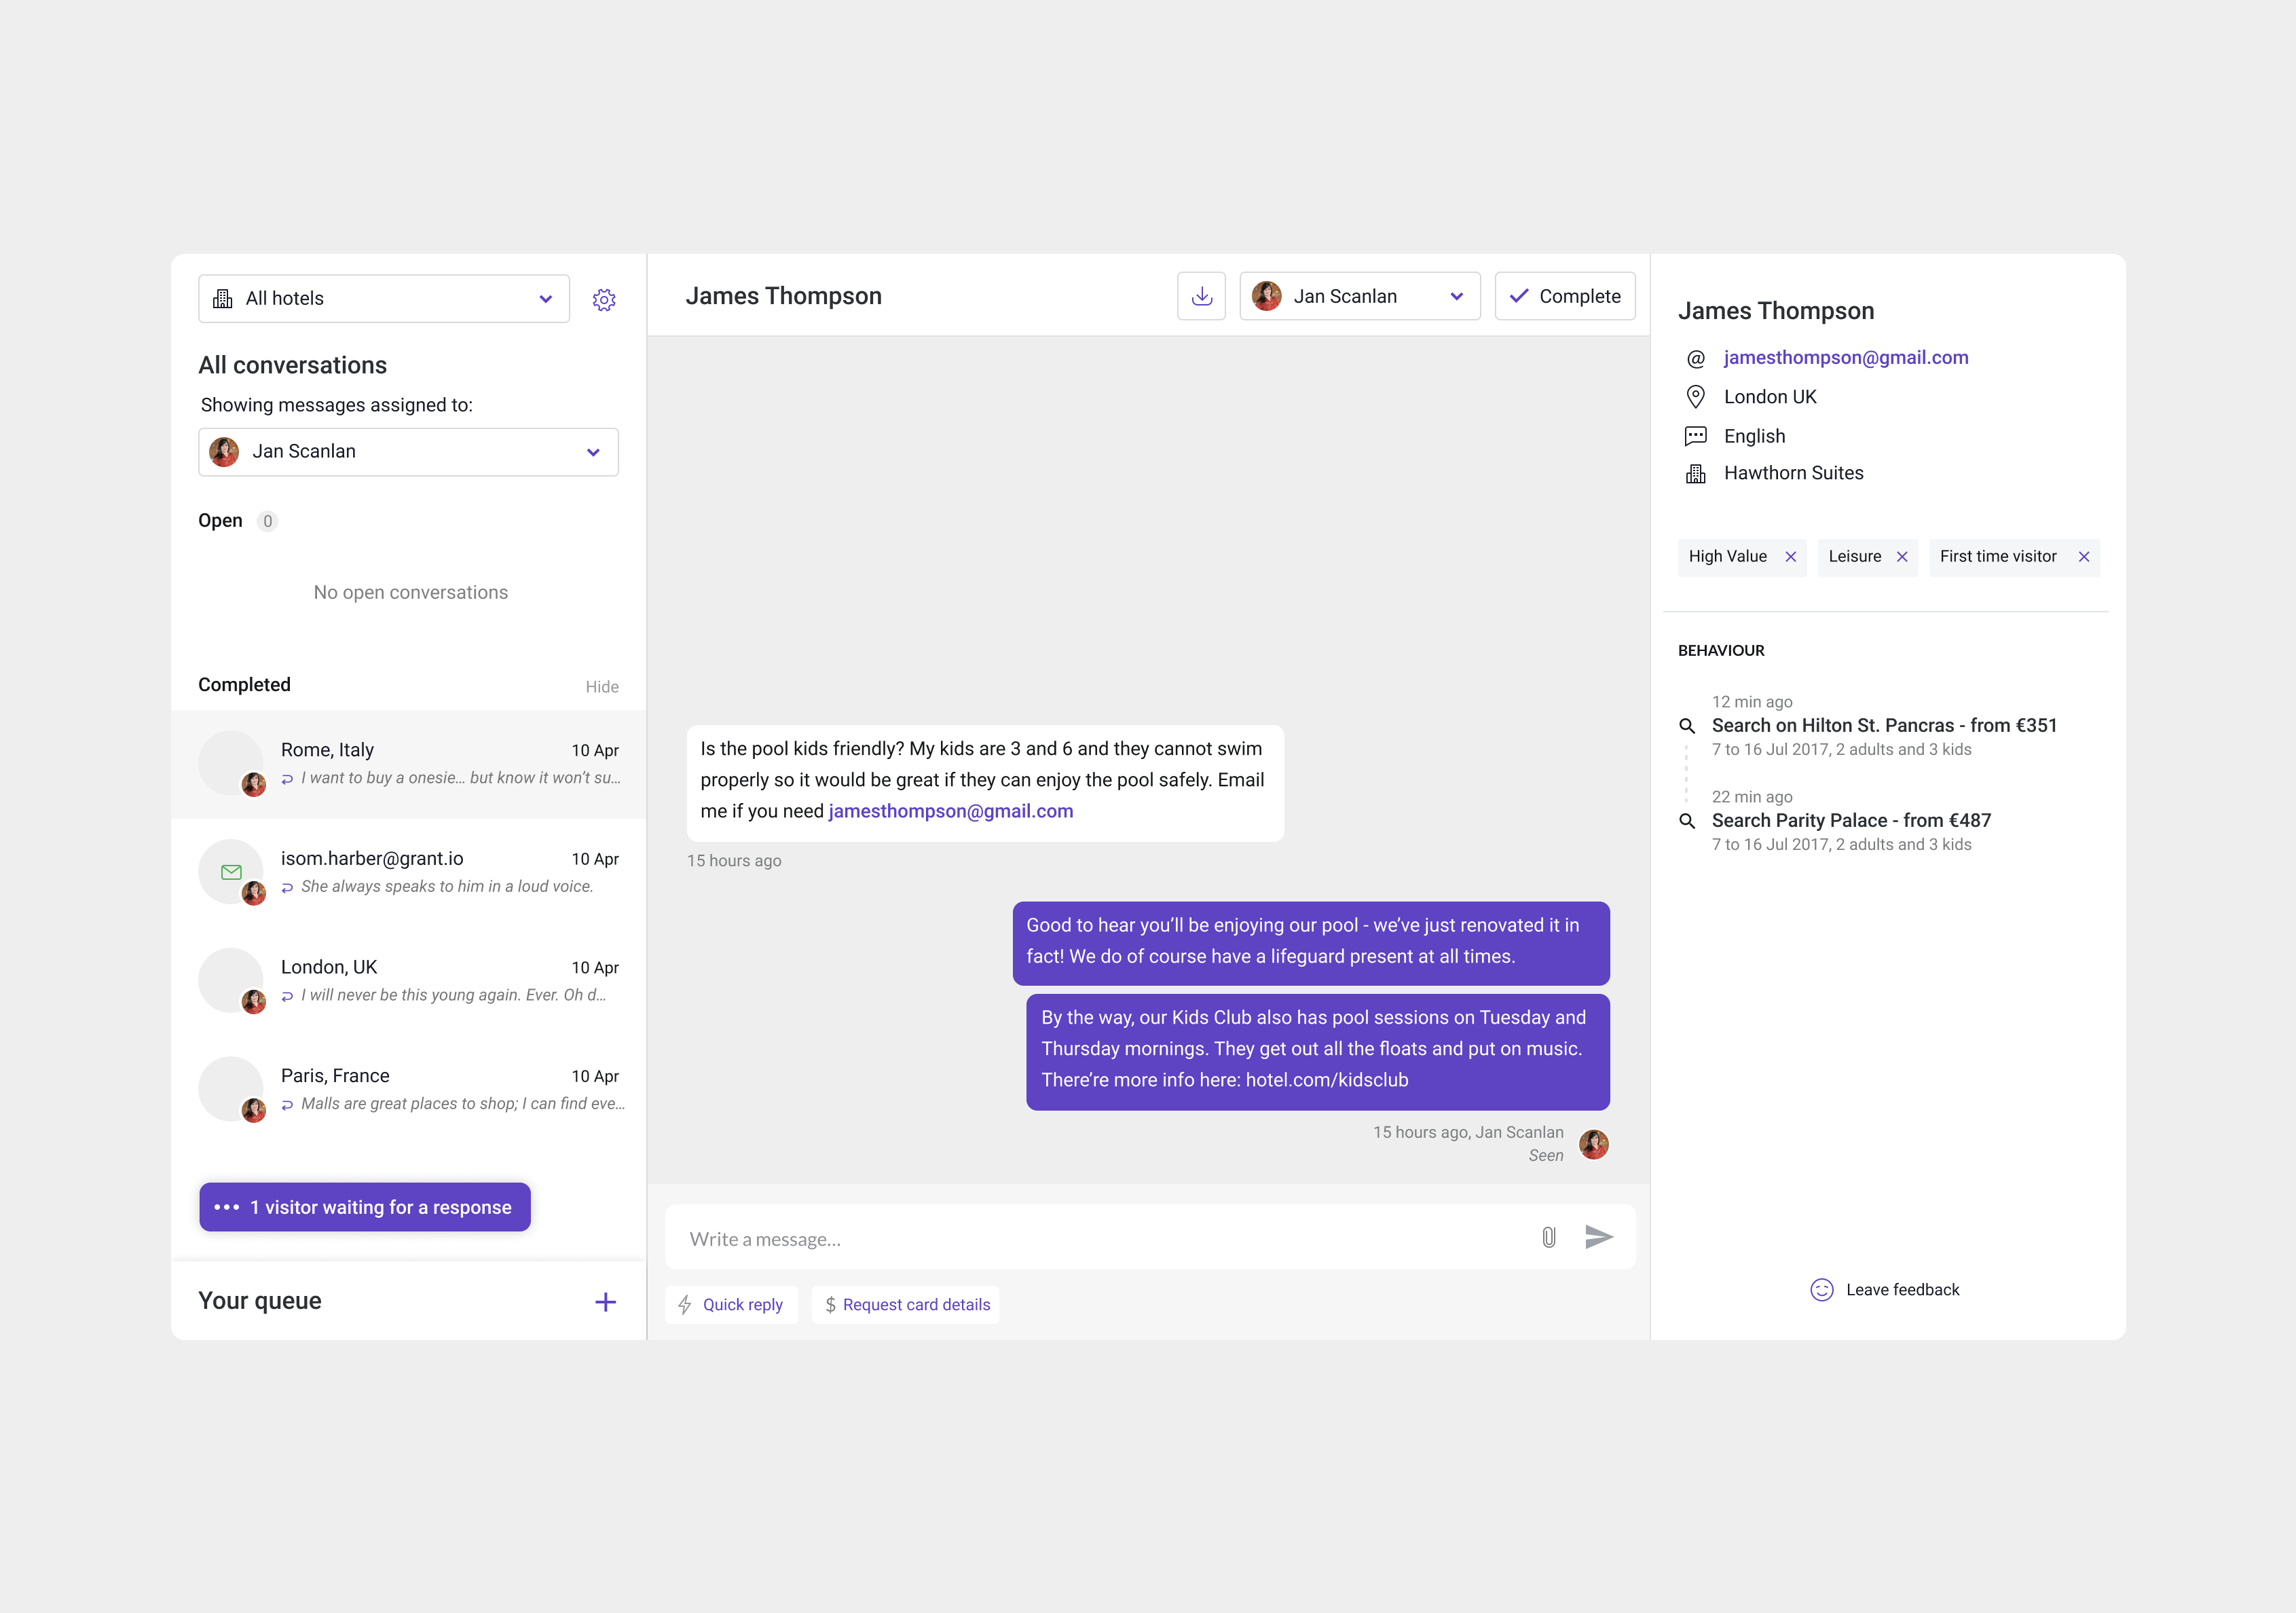 All hotels
All conversations
Showing messages assigned to:
Jan Scanlan
Open 0
No open conversations
Completed Hide
Rome, Italy 10 Apr
I want to buy a onesie… but know it won’t su…
isom.harber@grant.io 10 Apr
She always speaks to him in a loud voice.
London, UK 10 Apr
I will never be this young again. Ever. Oh d…
Paris, France 10 Apr
Malls are great places to shop; I can find eve…
1 visitor waiting for a response
Your queue
James Thompson
Jan Scanlan
Complete
Is the pool kids friendly? My kids are 3 and 6 and they cannot swim
properly so it would be great if they can enjoy the pool safely. Email
me if you need jamesthompson@gmail.com
15 hours ago
Good to hear you’ll be enjoying our pool - we’ve just renovated it in
fact! We do of course have a lifeguard present at all times.
By the way, our Kids Club also has pool sessions on Tuesday and
Thursday mornings. They get out all the floats and put on music.
There’re more info here: hotel.com/kidsclub
15 hours ago, Jan Scanlan
Seen
Write a message...
Quick reply
$ Request card details
James Thompson
@ jamesthompson@gmail.com
London UK
English
Hawthorn Suites
High Value
Leisure
First time visitor
BEHAVIOUR
12 min ago
Search on Hilton St. Pancras - from €351
7 to 16 Jul 2017, 2 adults and 3 kids
22 min ago
Search Parity Palace - from €487
7 to 16 Jul 2017, 2 adults and 3 kids
Leave feedback